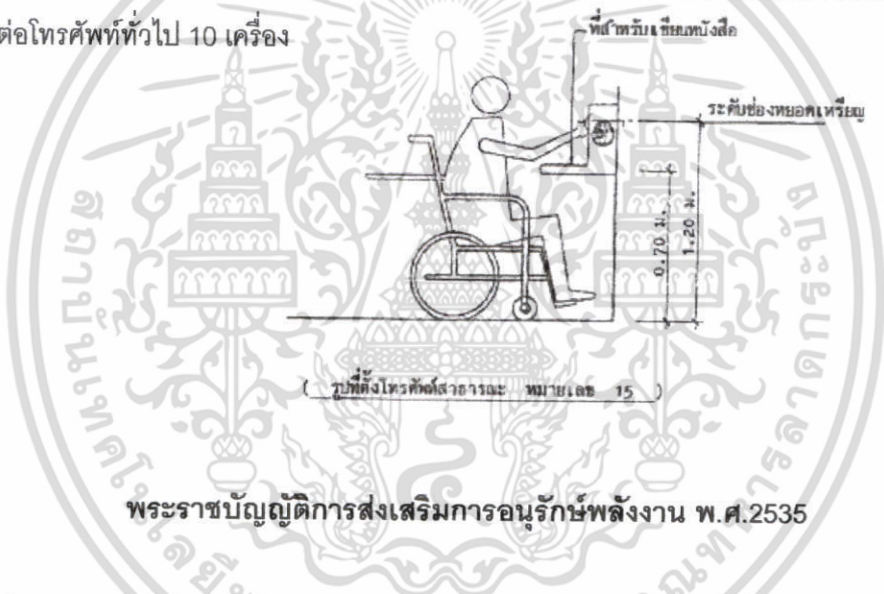 ต่อโทรศัพท์ทั่วไป 10 เครื่อง
ที่สำหรับเขียนหนังสือ
ระดับช่องหยอดเหรียญ
0.70 ม.
1.20 ม.
( รูปที่ตั้งโทรศัพท์สาธารณะ หมายเลข 15 )
พระราชบัญญัติการส่งเสริมการอนุรักษ์พลังงาน พ.ศ.2535